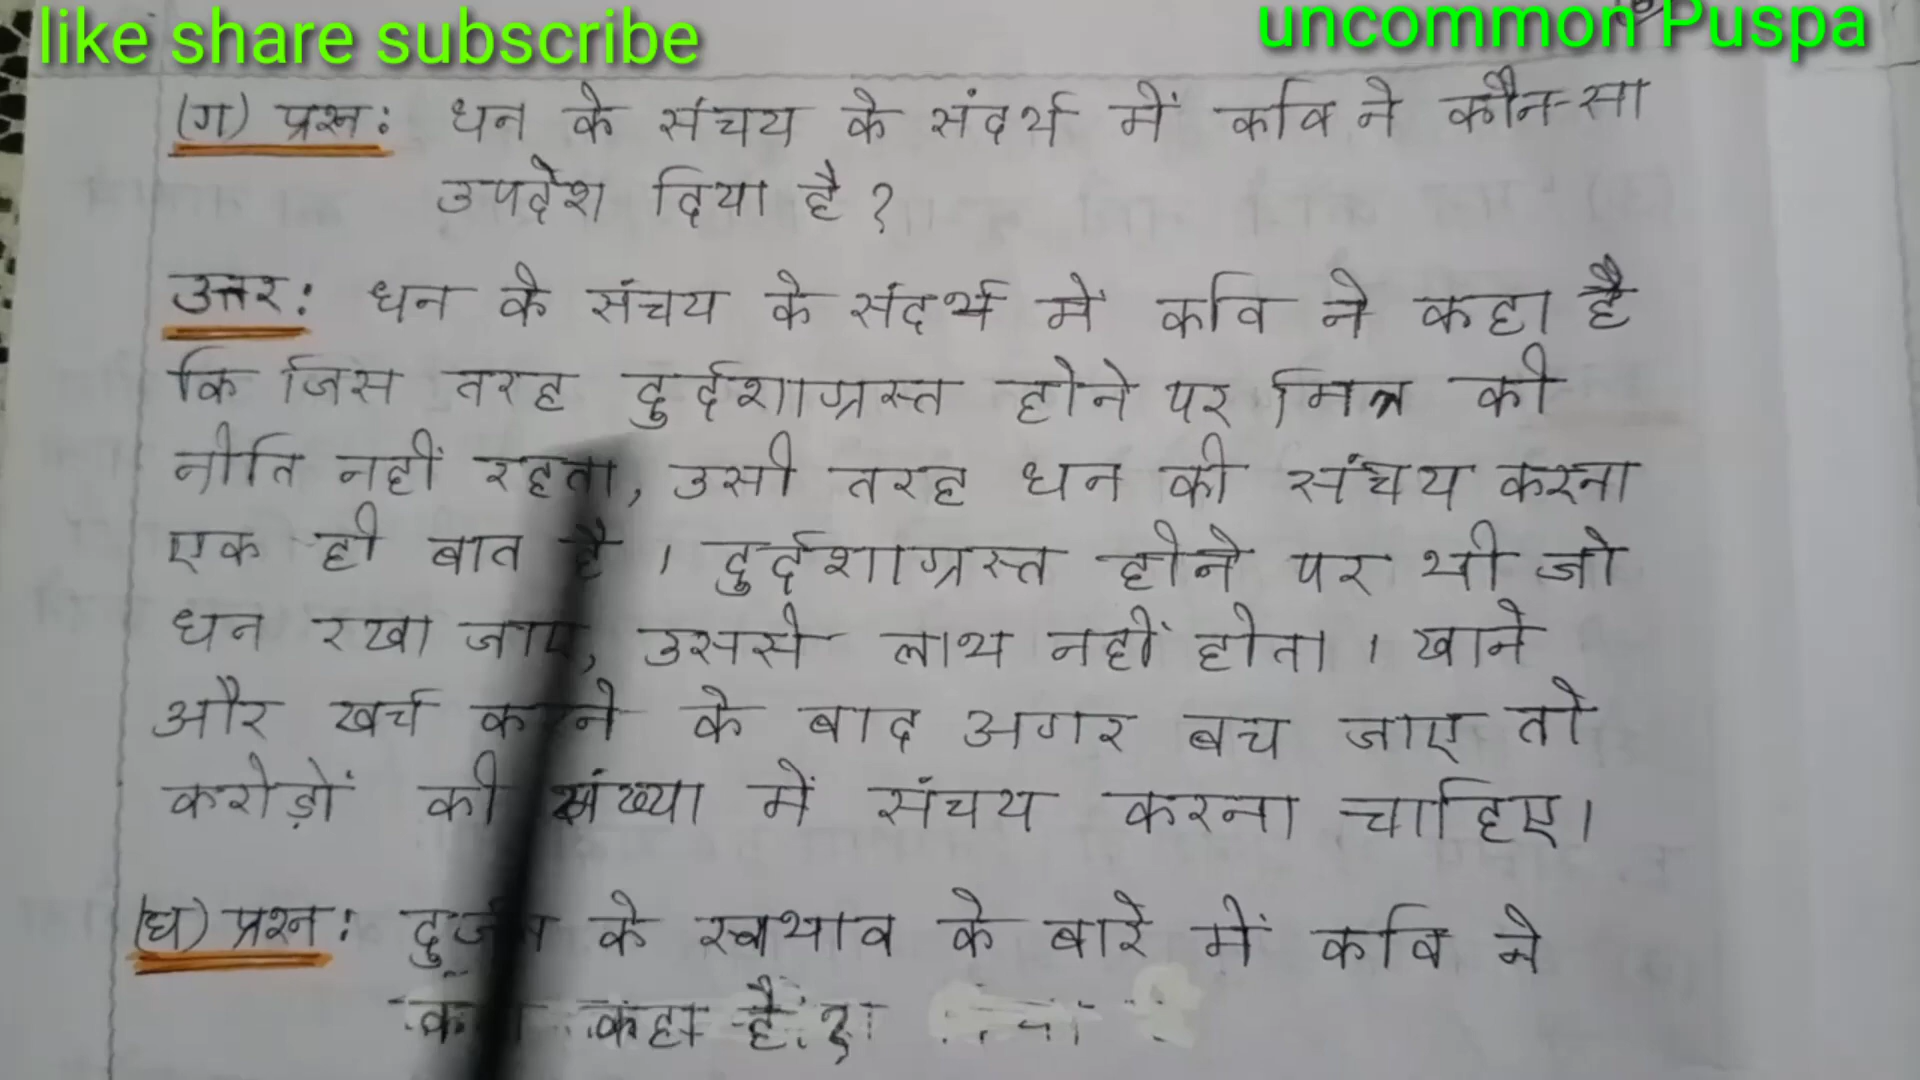 like share subscribe
uncommon Puspa
(ग) प्रश्न: धन के संचय के संदर्भ में कवि ने कौन-सा
उपदेश दिया है?
उत्तर: धन के संचय के संदर्भ में कवि ने कहा है
कि जिस तरह दुर्दशाग्रस्त होने पर मित्र की
नीति नहीं रहता, उसी तरह धन की संचय करना
एक ही बात है । दुर्दशाग्रस्त होने पर भी जो
धन रखा जाए, उससे लाभ नहीं होता । खाने
और खर्च करने के बाद अगर बच जाए तो
करोड़ों की संख्या में संचय करना चाहिए।
(घ) प्रश्न: दुर्जन के स्वभाव के बारे में कवि ने
कहा है?